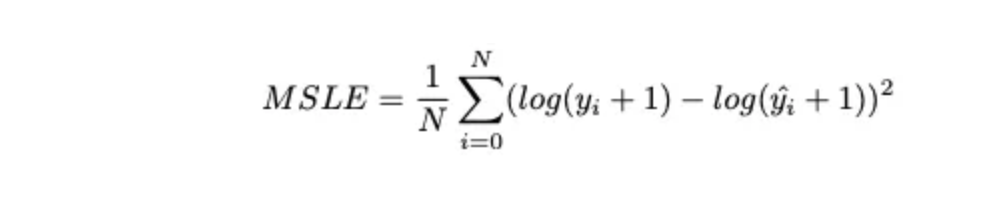 MSLE = \frac{1}{N} \sum_{i=0}^{N} (log(y_i + 1) - log(\hat{y}_i + 1))^2